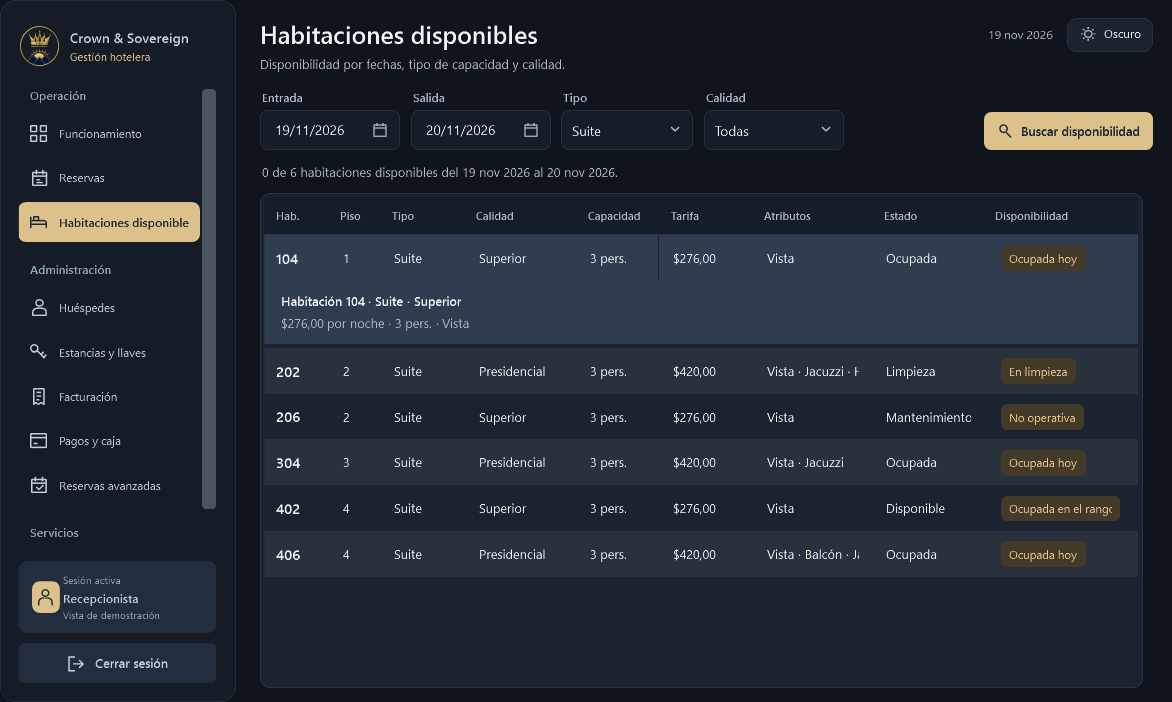 Crown & Sovereign
Gestión hotelera
Operación
Funcionamiento
Reservas
Habitaciones disponible
Administración
Huéspedes
Estancias y llaves
Facturación
Pagos y caja
Reservas avanzadas
Servicios
Sesión activa
Recepcionista
Vista de demostración
Cerrar sesión
Habitaciones disponibles
19 nov 2026
Oscuro
Disponibilidad por fechas, tipo de capacidad y calidad.
Entrada Salida Tipo Calidad
19/11/2026 20/11/2026 Suite Todas Buscar disponibilidad
0 de 6 habitaciones disponibles del 19 nov 2026 al 20 nov 2026.
Hab. Piso Tipo Calidad Capacidad Tarifa Atributos Estado Disponibilidad
104 1 Suite Superior 3 pers. $276,00 Vista Ocupada Ocupada hoy
Habitación 104 · Suite · Superior
$276,00 por noche · 3 pers. · Vista
202 2 Suite Presidencial 3 pers. $420,00 Vista · Jacuzzi · Limpieza En limpieza
206 2 Suite Superior 3 pers. $276,00 Vista Mantenimiento No operativa
304 3 Suite Presidencial 3 pers. $420,00 Vista · Jacuzzi Ocupada Ocupada hoy
402 4 Suite Superior 3 pers. $276,00 Vista Disponible Ocupada en el rango
406 4 Suite Presidencial 3 pers. $420,00 Vista · Balcón · Ocupada Ocupada hoy